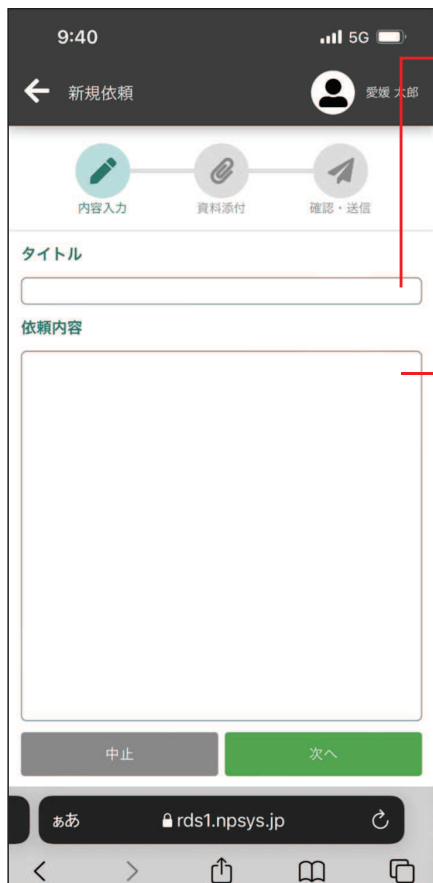 9:40
5G
新規依頼
愛媛 太郎
内容入力
資料添付
確認・送信
タイトル
依頼内容
中止
次へ
ぁあ
rds1.npsys.jp